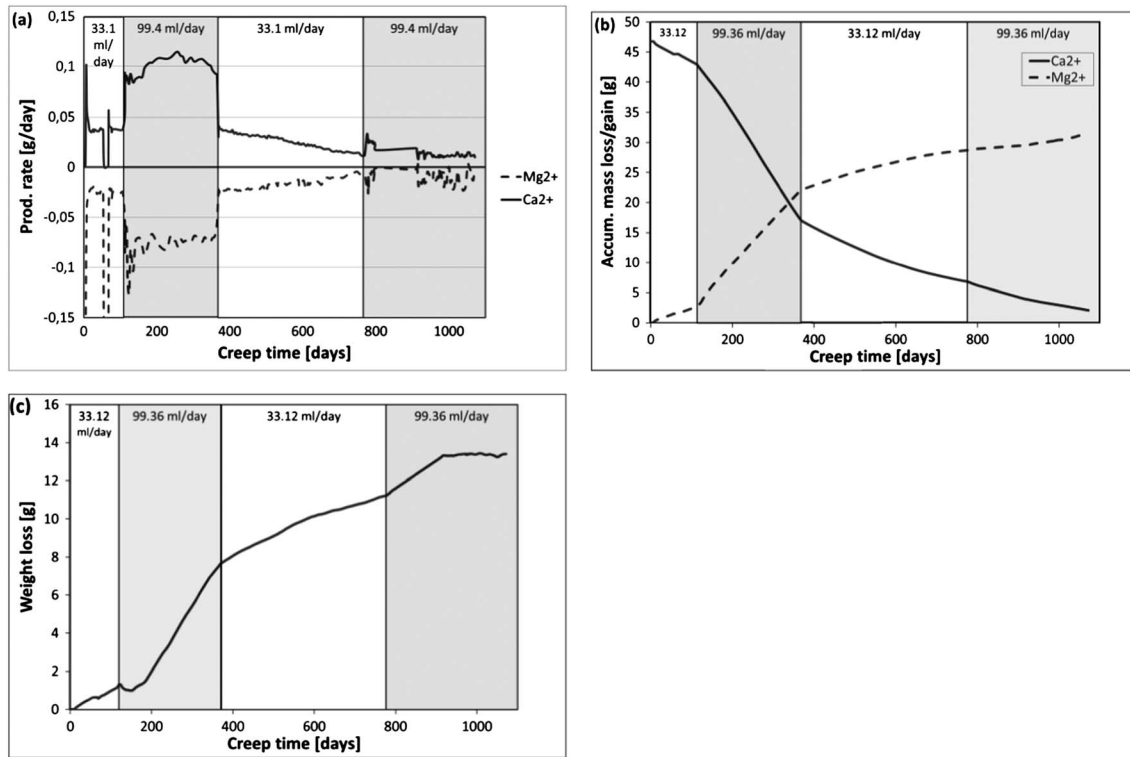 (a)
33.1
ml/
day
99.4 ml/day
33.1 ml/day
99.4 ml/day
0,15
0,1
0,05
0
-0,05
-0,1
-0,15
Prod. rate [g/day]
Mg2+
Ca2+
0 200 400 600 800 1000
Creep time [days]
(b)
33.12
99.36 ml/day
33.12 ml/day
99.36 ml/day
50
45
40
35
30
25
20
15
10
5
0
Accum. mass loss/gain [g]
Ca2+
Mg2+
0 200 400 600 800 1000
Creep time [days]
(c)
33.12
ml/day
99.36 ml/day
33.12 ml/day
99.36 ml/day
16
14
12
10
8
6
4
2
0
Weight loss [g]
0 200 400 600 800 1000
Creep time [days]